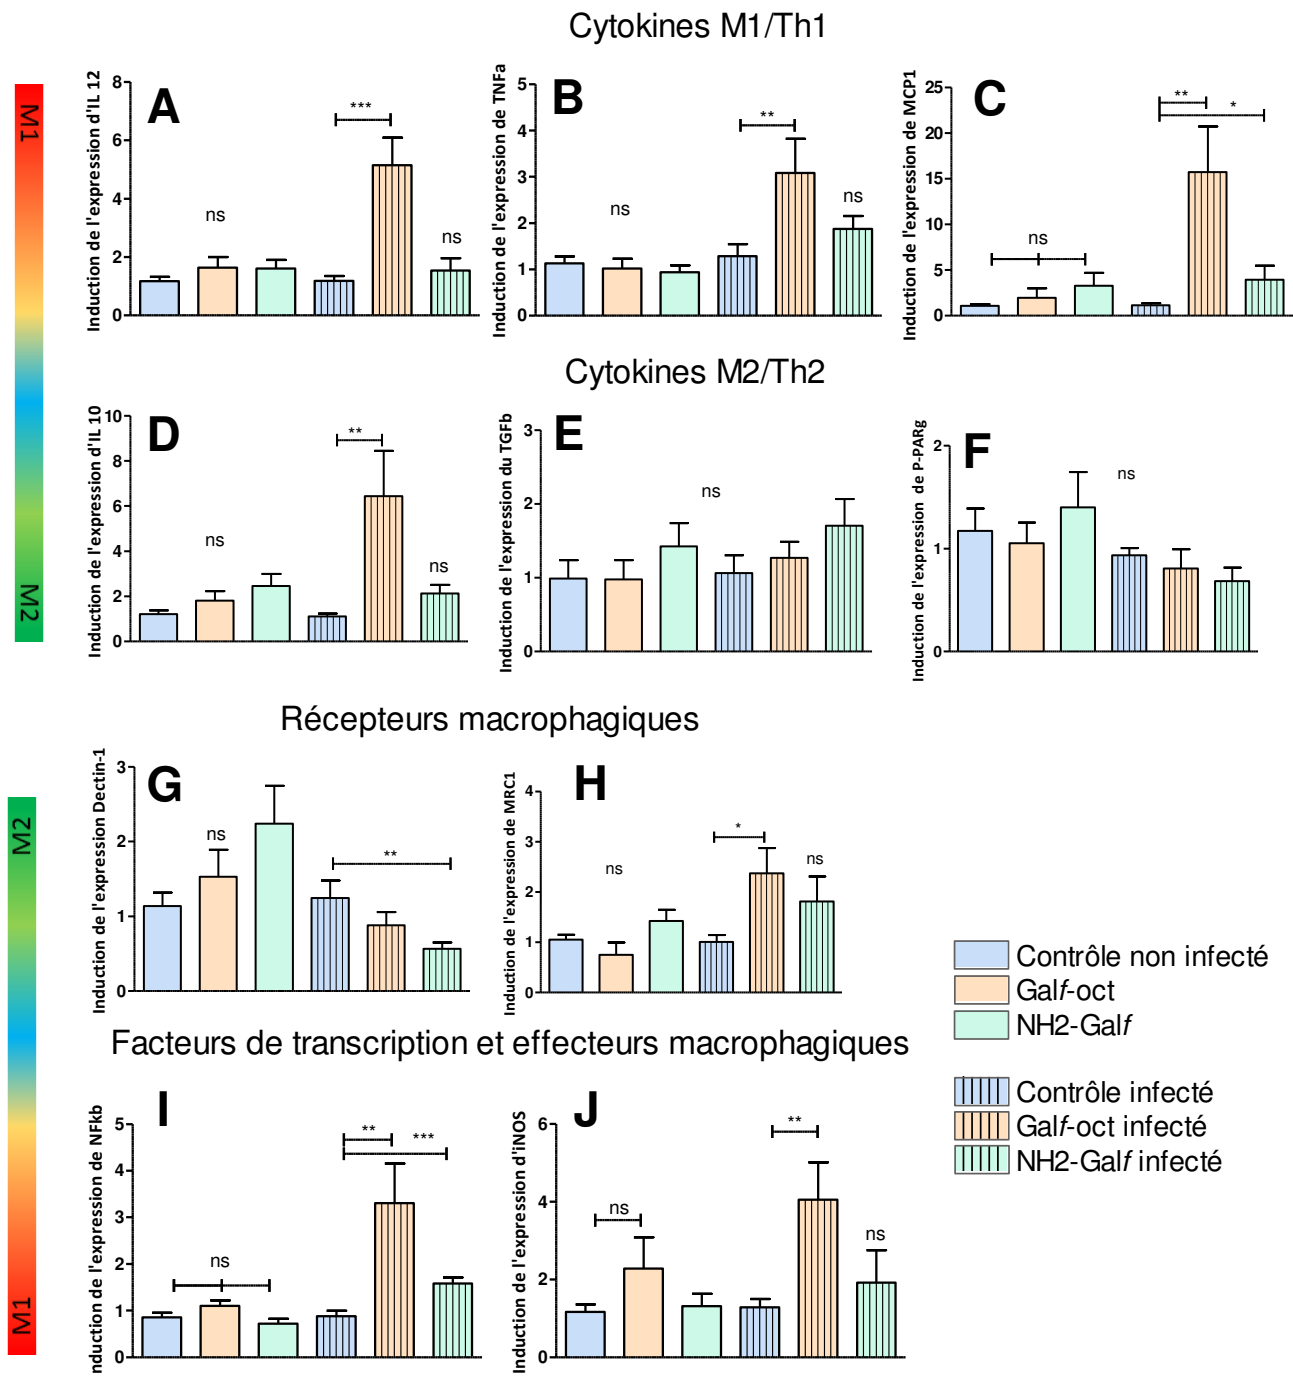 Cytokines M1/Th1
M1
M2
A
Induction de l'expression d'IL 12
8
6
4
2
0
ns
***
ns
B
Induction de l'expression de TNFa
5
4
3
2
1
0
ns
**
ns
C
Induction de l'expression de MCP1
25
20
15
10
5
0
ns
**
*
Cytokines M2/Th2
D
Induction de l'expression d'IL 10
10
8
6
4
2
0
ns
**
ns
E
Induction de l'expression du TGFb
3
2
1
0
ns
F
Induction de l'expression de P-PARg
2
1
0
ns
Récepteurs macrophagiques
M2
M1
G
Induction de l'expression Dectin-1
3
2
1
0
ns
**
H
Induction de l'expression de MRC1
4
3
2
1
0
ns
*
ns
Facteurs de transcription et effecteurs macrophagiques
I
nduction de l'expression de NFkb
5
4
3
2
1
0
ns
**
***
J
Induction de l'expression d'iNOS
6
4
2
0
ns
**
ns
Contrôle non infecté
Galf-oct
NH2-Galf
Contrôle infecté
Galf-oct infecté
NH2-Galf infecté